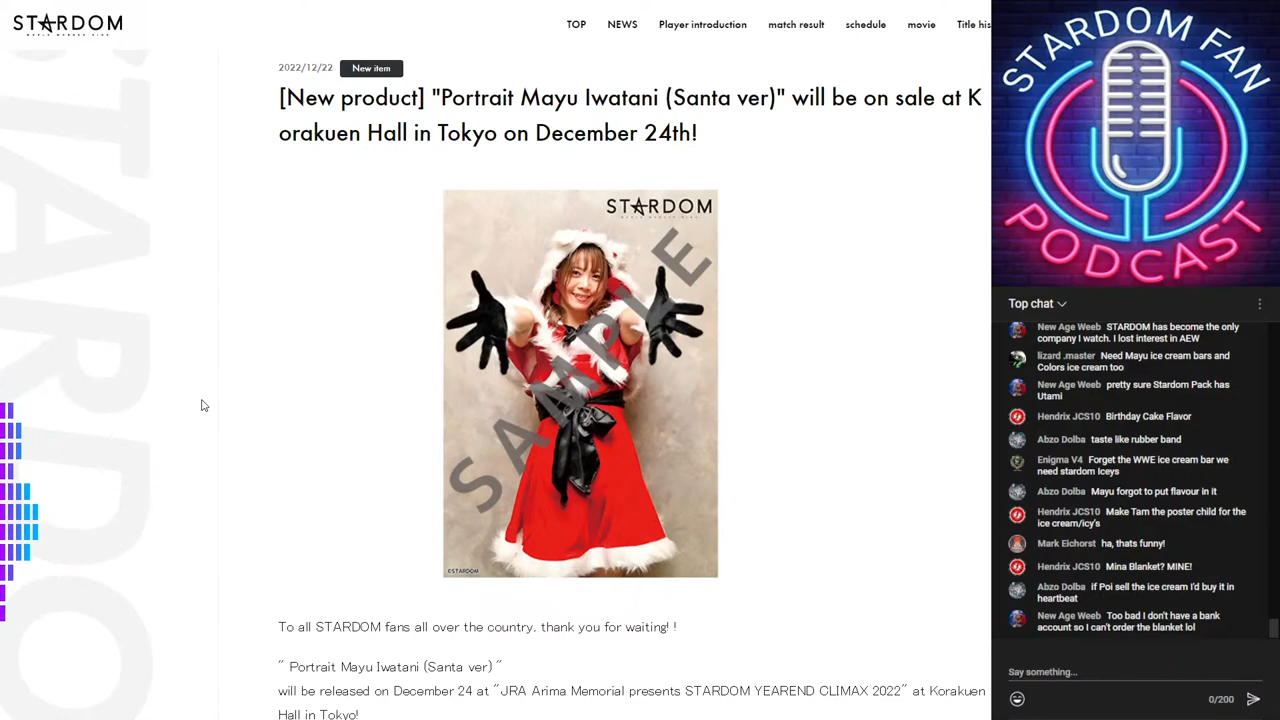 STARDOM
WORLD WONDER RING
TOP
NEWS
Player introduction
match result
schedule
movie
Title his
2022/12/22
New item
[New product] "Portrait Mayu Iwatani (Santa ver)" will be on sale at K
orakuen Hall in Tokyo on December 24th!
STARDOM
WORLD WONDER RING
SAMPLE
©STARDOM
To all STARDOM fans all over the country, thank you for waiting! !
" Portrait Mayu Iwatani (Santa ver) "
will be released on December 24 at "JRA Arima Memorial presents STARDOM YEAREND CLIMAX 2022" at Korakuen
Hall in Tokyo!
STARDO
STARDOM FAN
PODCAST
Top chat
New Age Weeb STARDOM has become the only
company I watch. I lost interest in AEW
lizard .master Need Mayu ice cream bars and
Colors ice cream too
New Age Weeb pretty sure Stardom Pack has
Utami
Hendrix JCS10 Birthday Cake Flavor
Abzo Dolba taste like rubber band
Enigma V4 Forget the WWE ice cream bar we
need stardom Iceys
Abzo Dolba Mayu forgot to put flavour in it
Hendrix JCS10 Make Tam the poster child for the
ice cream/icy's
Mark Eichorst ha, thats funny!
Hendrix JCS10 Mina Blanket? MINE!
Abzo Dolba if Poi sell the ice cream I'd buy it in
heartbeat
New Age Weeb Too bad I don't have a bank
account so I can't order the blanket lol
Say something...
0/200